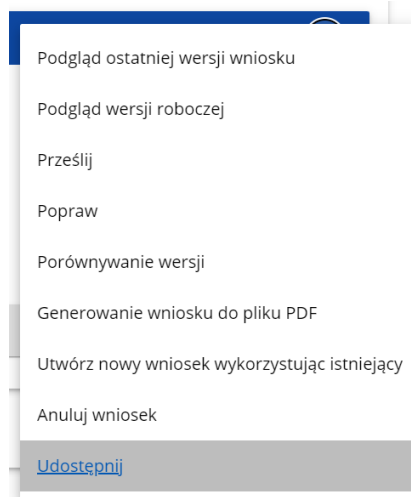 Podgląd ostatniej wersji wniosku
Podgląd wersji roboczej
Prześlij
Popraw
Porównywanie wersji
Generowanie wniosku do pliku PDF
Utwórz nowy wniosek wykorzystując istniejący
Anuluj wniosek
Udostępnij